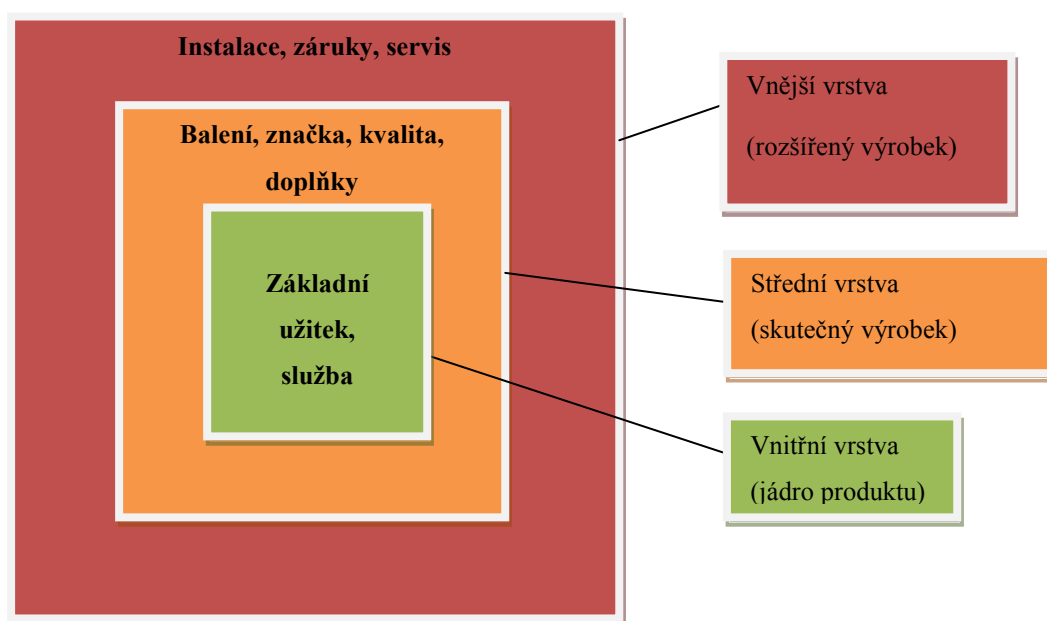 Instalace, záruky, servis
Balení, značka, kvalita,
doplňky
Základní
užitek,
služba
Vnější vrstva
(rozšířený výrobek)
Střední vrstva
(skutečný výrobek)
Vnitřní vrstva
(jádro produktu)